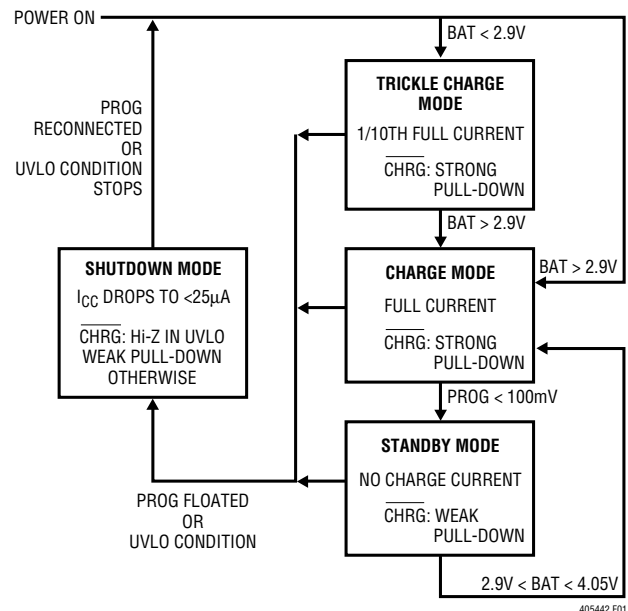 POWER ON
BAT < 2.9V
TRICKLE CHARGE
MODE
1/10TH FULL CURRENT
CHRG: STRONG
PULL-DOWN
PROG
RECONNECTED
OR
UVLO CONDITION
STOPS
BAT > 2.9V
SHUTDOWN MODE
ICC DROPS TO <25µA
CHRG: Hi-Z IN UVLO
WEAK PULL-DOWN
OTHERWISE
CHARGE MODE
FULL CURRENT
CHRG: STRONG
PULL-DOWN
BAT > 2.9V
PROG < 100mV
STANDBY MODE
NO CHARGE CURRENT
CHRG: WEAK
PULL-DOWN
PROG FLOATED
OR
UVLO CONDITION
2.9V < BAT < 4.05V
405442 F01